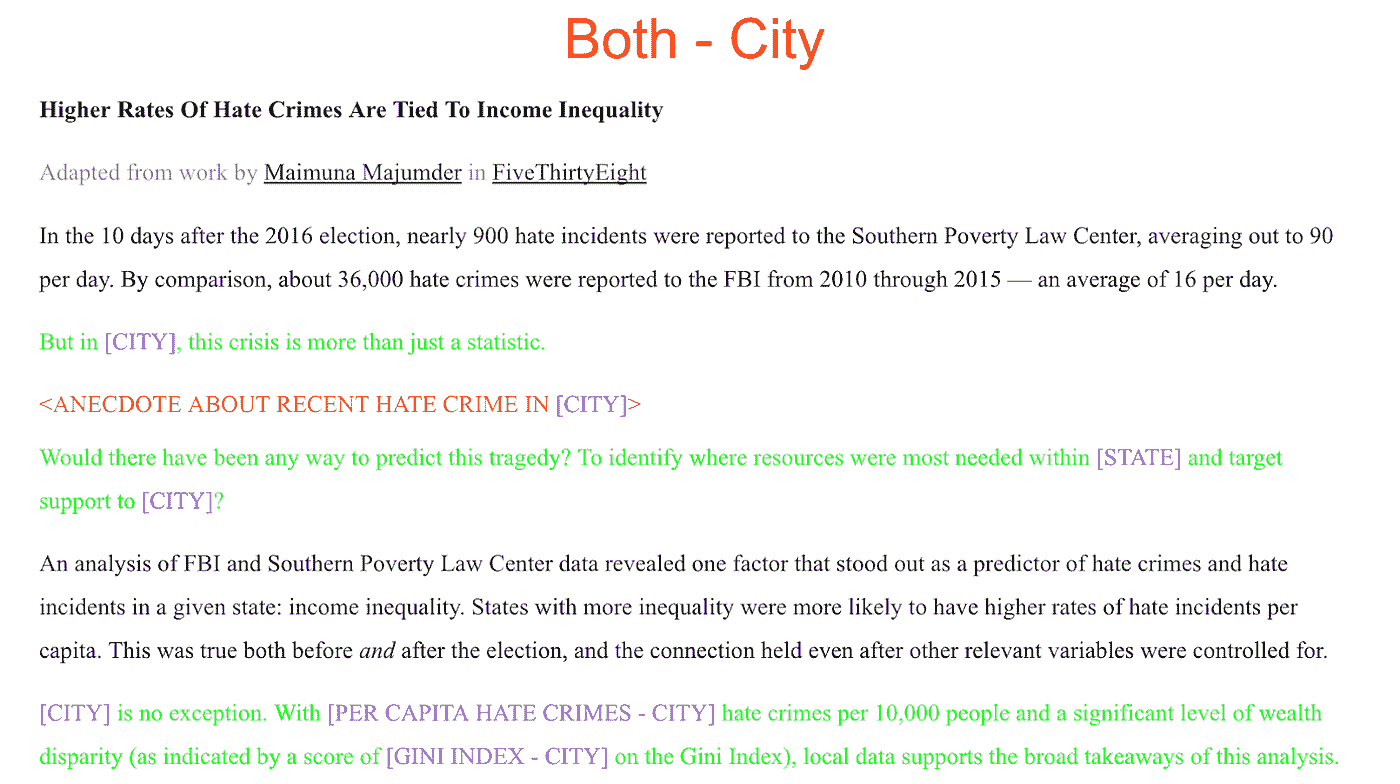 Both - City
Higher Rates Of Hate Crimes Are Tied To Income Inequality
Adapted from work by Maimuna Majumder in FiveThirtyEight
In the 10 days after the 2016 election, nearly 900 hate incidents were reported to the Southern Poverty Law Center, averaging out to 90
per day. By comparison, about 36,000 hate crimes were reported to the FBI from 2010 through 2015 — an average of 16 per day.
But in [CITY], this crisis is more than just a statistic.
<ANECDOTE ABOUT RECENT HATE CRIME IN [CITY]>
Would there have been any way to predict this tragedy? To identify where resources were most needed within [STATE] and target
support to [CITY]?
An analysis of FBI and Southern Poverty Law Center data revealed one factor that stood out as a predictor of hate crimes and hate
incidents in a given state: income inequality. States with more inequality were more likely to have higher rates of hate incidents per
capita. This was true both before and after the election, and the connection held even after other relevant variables were controlled for.
[CITY] is no exception. With [PER CAPITA HATE CRIMES - CITY] hate crimes per 10,000 people and a significant level of wealth
disparity (as indicated by a score of [GINI INDEX - CITY] on the Gini Index), local data supports the broad takeaways of this analysis.